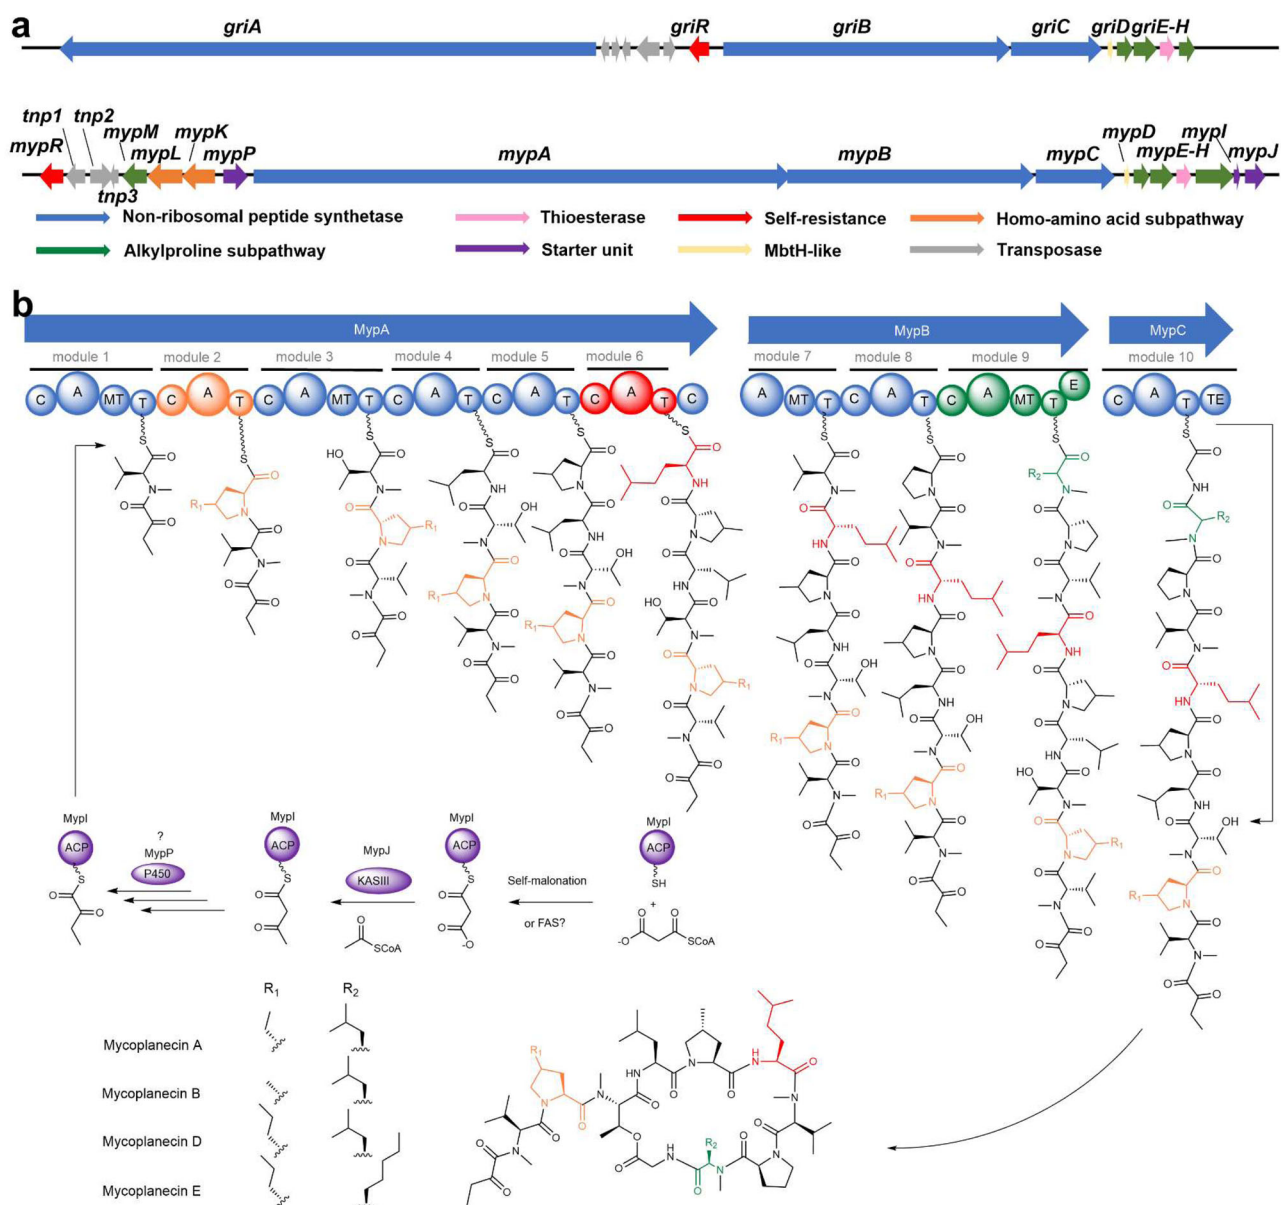 a
griA griR griB griC griD griE-H
tnp1 tnp2 mypM mypK mypD mypI
mypR mypL mypP mypA mypB mypC mypE-H mypJ
tnp3
Non-ribosomal peptide synthetase Thioesterase Self-resistance Homo-amino acid subpathway
Alkylproline subpathway Starter unit MbtH-like Transposase
b
MypA MypB MypC
module 1 module 2 module 3 module 4 module 5 module 6 module 7 module 8 module 9 module 10
C A MT T C A T C A MT T C A T C A T C A T C A MT T C A T C A MT T E C A T TE
MypI MypI MypI MypI
?
MypP MypJ
ACP P450 ACP KASIII ACP ACP
Self-malonation
or FAS?
SCoA SCoA
R1 R2
Mycoplanecin A
Mycoplanecin B
Mycoplanecin D
Mycoplanecin E